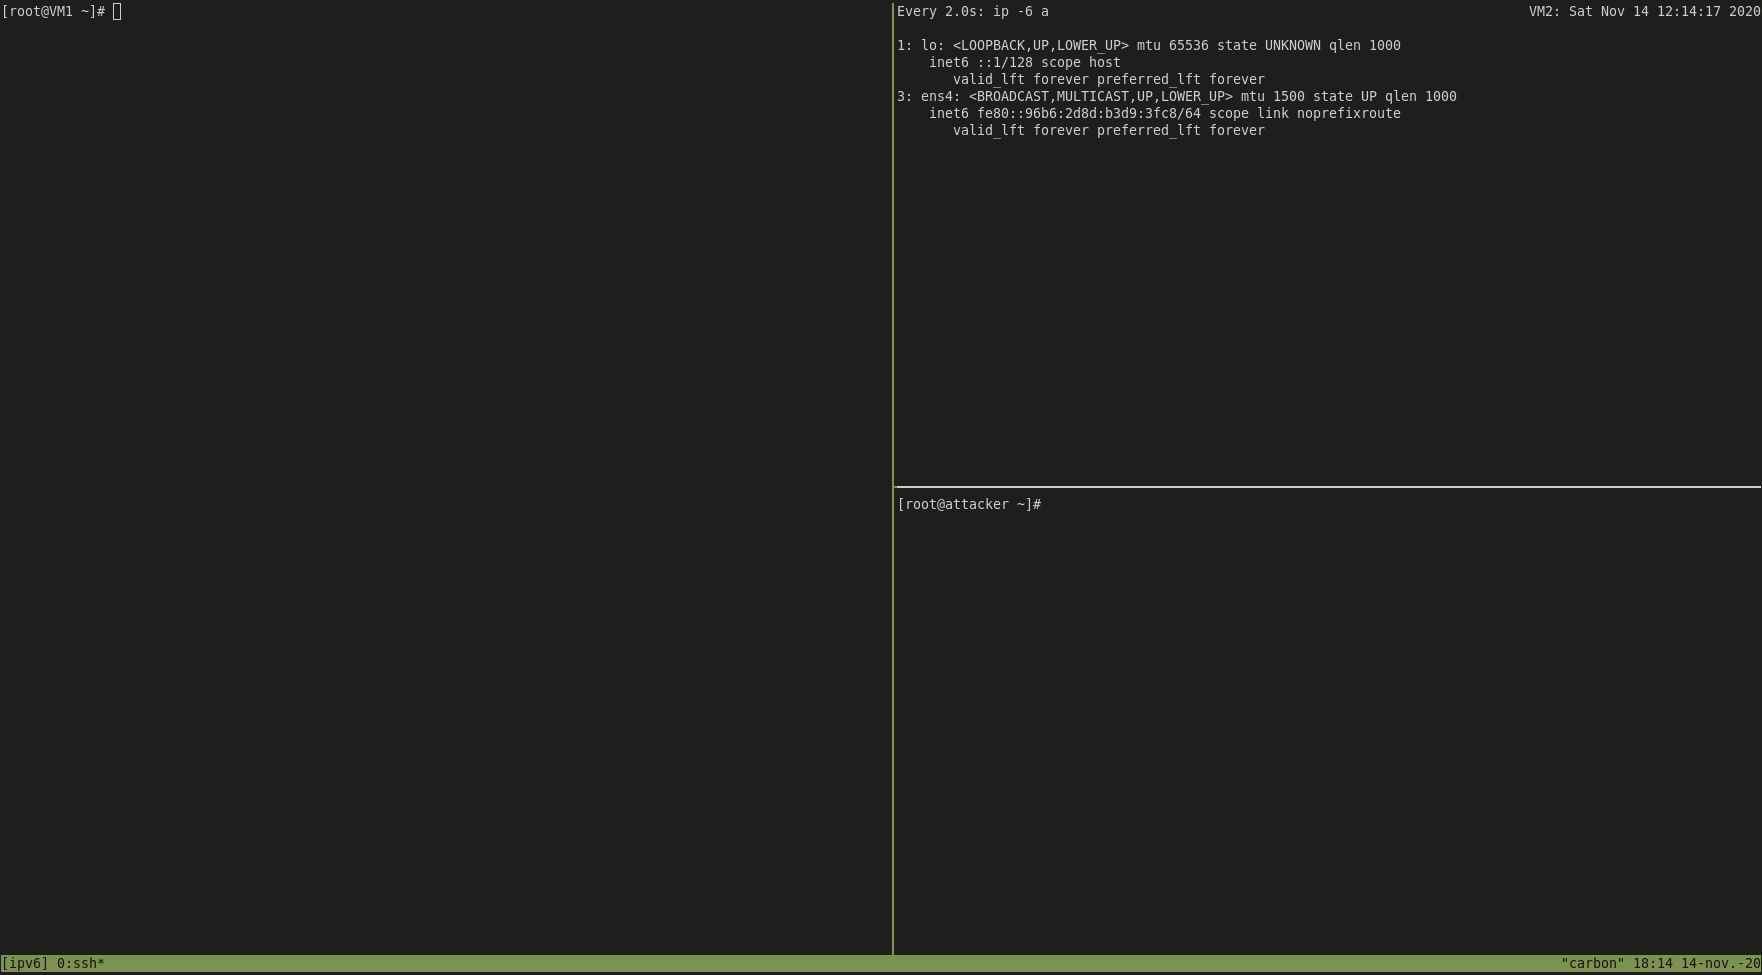 [root@VM1 ~]#
Every 2.0s: ip -6 a VM2: Sat Nov 14 12:14:17 2020
1: lo: <LOOPBACK,UP,LOWER_UP> mtu 65536 state UNKNOWN qlen 1000
inet6 ::1/128 scope host
valid_lft forever preferred_lft forever
3: ens4: <BROADCAST,MULTICAST,UP,LOWER_UP> mtu 1500 state UP qlen 1000
inet6 fe80::96b6:2d8d:b3d9:3fc8/64 scope link noprefixroute
valid_lft forever preferred_lft forever
[root@attacker ~]#
[ipv6] 0:ssh* "carbon" 18:14 14-nov.-20